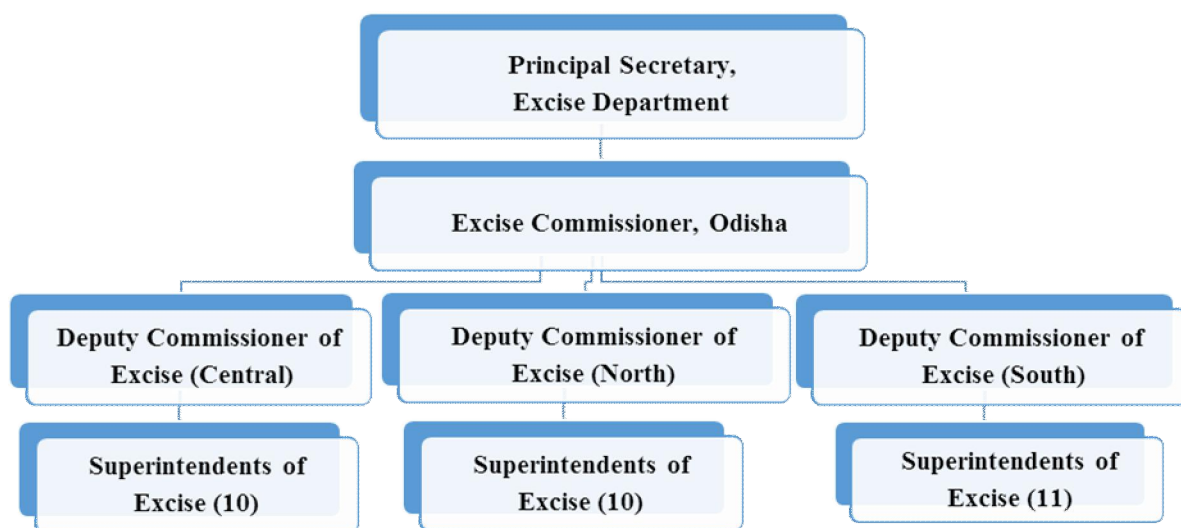 Principal Secretary,
Excise Department
Excise Commissioner, Odisha
Deputy Commissioner of
Excise (Central)
Deputy Commissioner of
Excise (North)
Deputy Commissioner of
Excise (South)
Superintendents of
Excise (10)
Superintendents of
Excise (10)
Superintendents of
Excise (11)